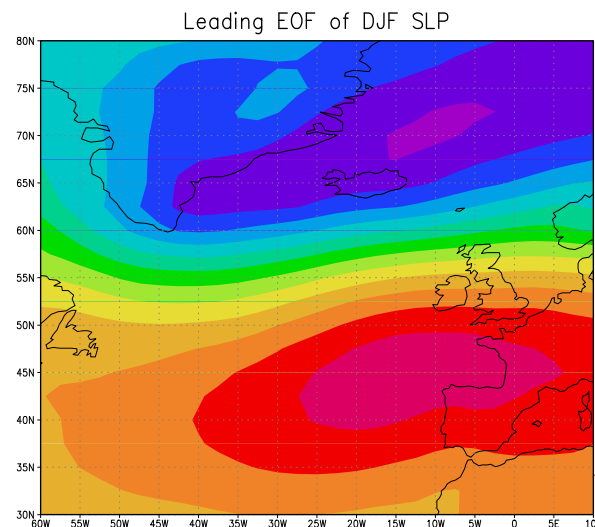 Leading EOF of DJF SLP
80N
75N
70N
65N
60N
55N
50N
45N
40N
35N
30N
60W 55W 50W 45W 40W 35W 30W 25W 20W 15W 10W 5W 0 5E